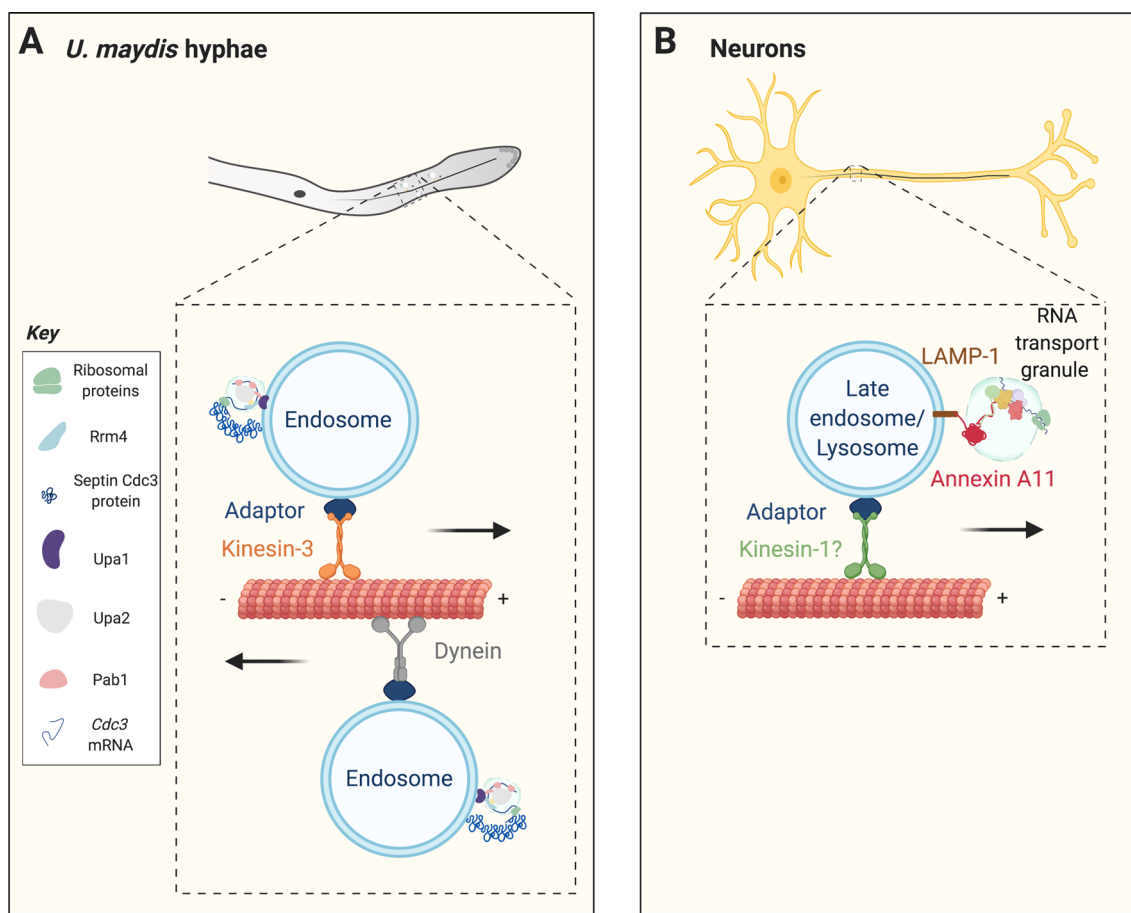 A U. maydis hyphae
Key
Ribosomal
proteins
Rrm4
Septin Cdc3
protein
Upa1
Upa2
Pab1
Cdc3
mRNA
Endosome
Adaptor
Kinesin-3
- +
Dynein
Endosome
B Neurons
RNA
transport
granule
LAMP-1
Late
endosome/
Lysosome
Annexin A11
Adaptor
Kinesin-1?
- +